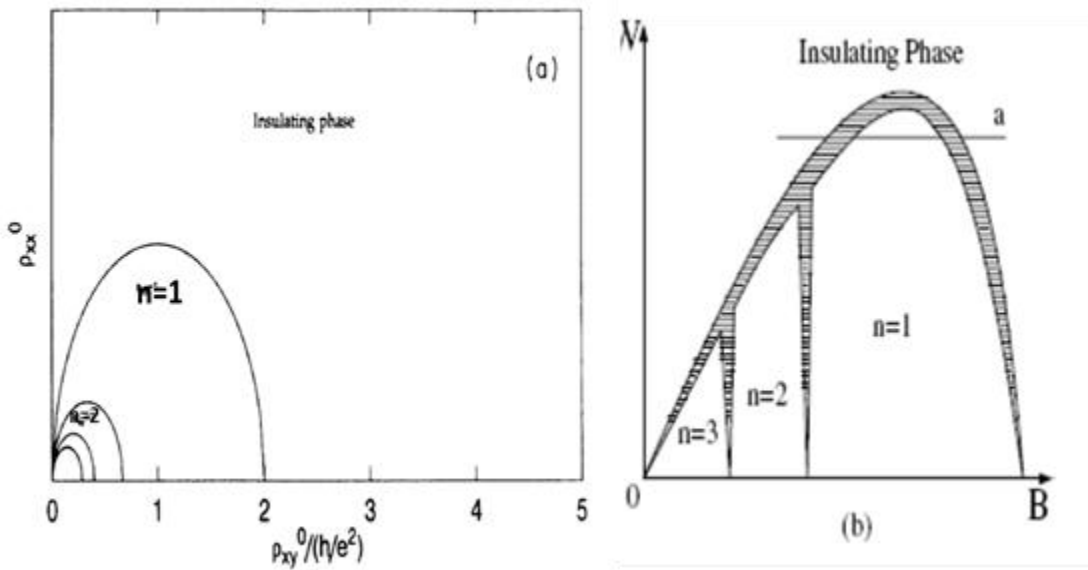 (a)
Insulating phase
ρxx⁰
n=1
n=2
0 1 2 3 4 5
ρxy⁰/(h/e²)
W
Insulating Phase
a
n=1
n=2
n=3
0
B
(b)